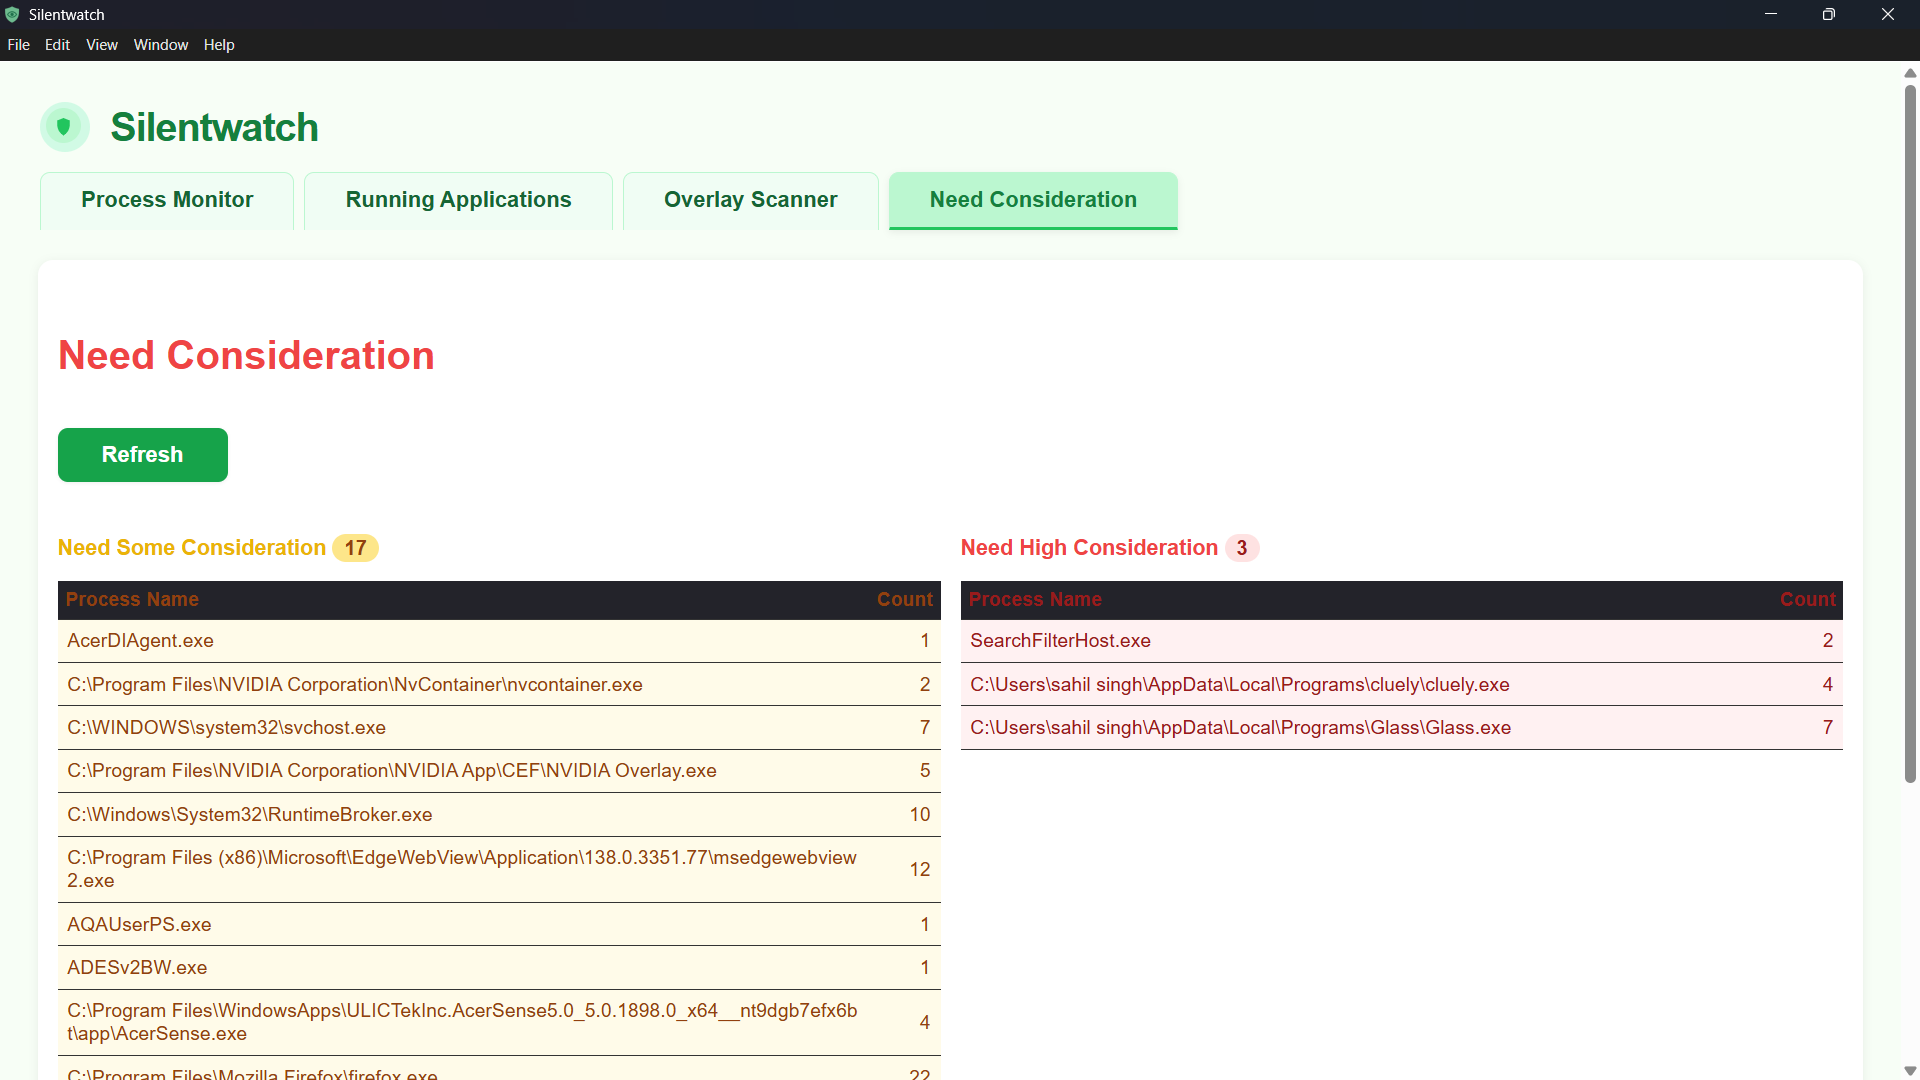 Silentwatch
File Edit View Window Help
Silentwatch
Process Monitor Running Applications Overlay Scanner Need Consideration
Need Consideration
Refresh
Need Some Consideration 17
Process Name Count
AcerDIAgent.exe 1
C:\Program Files\NVIDIA Corporation\NvContainer\nvcontainer.exe 2
C:\WINDOWS\system32\svchost.exe 7
C:\Program Files\NVIDIA Corporation\NVIDIA App\CEF\NVIDIA Overlay.exe 5
C:\Windows\System32\RuntimeBroker.exe 10
C:\Program Files (x86)\Microsoft\EdgeWebView\Application\138.0.3351.77\msedgewebview
2.exe 12
AQAUserPS.exe 1
ADESv2BW.exe 1
C:\Program Files\WindowsApps\ULICTekInc.AcerSense5.0_5.0.1898.0_x64__nt9dgb7efx6b
t\app\AcerSense.exe 4
C:\Program Files\Mozilla Firefox\firefox.exe 22
Need High Consideration 3
Process Name Count
SearchFilterHost.exe 2
C:\Users\sahil singh\AppData\Local\Programs\cluely\cluely.exe 4
C:\Users\sahil singh\AppData\Local\Programs\Glass\Glass.exe 7